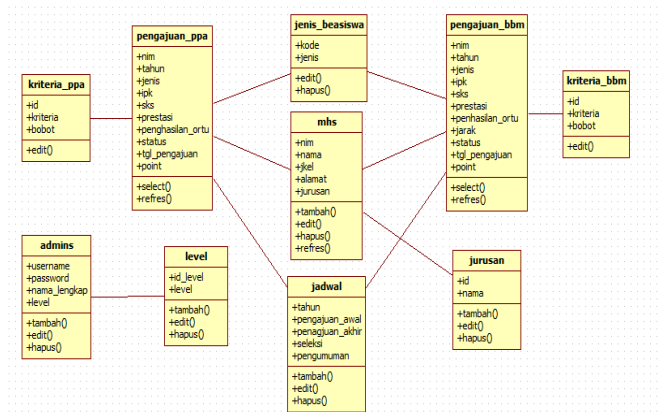 pengajuan_ppa
+nim
+tahun
+jenis
+ipk
+sks
+prestasi
+penghasilan_ortu
+status
+tgl_pengajuan
+point
+select()
+refres()
jenis_beasiswa
+kode
+jenis
+edit()
+hapus()
pengajuan_bbm
+nim
+tahun
+jenis
+ipk
+sks
+prestasi
+penhasilan_ortu
+jarak
+status
+tgl_pengajuan
+point
+select()
+refres()
kriteria_ppa
+id
+kriteria
+bobot
+edit()
mhs
+nim
+nama
+jkel
+alamat
+jurusan
+tambah()
+edit()
+hapus()
+refres()
kriteria_bbm
+id
+kriteria
+bobot
+edit()
admins
+username
+password
+nama_lengkap
+level
+tambah()
+edit()
+hapus()
level
+id_level
+level
+tambah()
+edit()
+hapus()
jadwal
+tahun
+pengajuan_awal
+penagjuan_akhir
+seleksi
+pengumuman
+tambah()
+edit()
+hapus()
jurusan
+id
+nama
+tambah()
+edit()
+hapus()